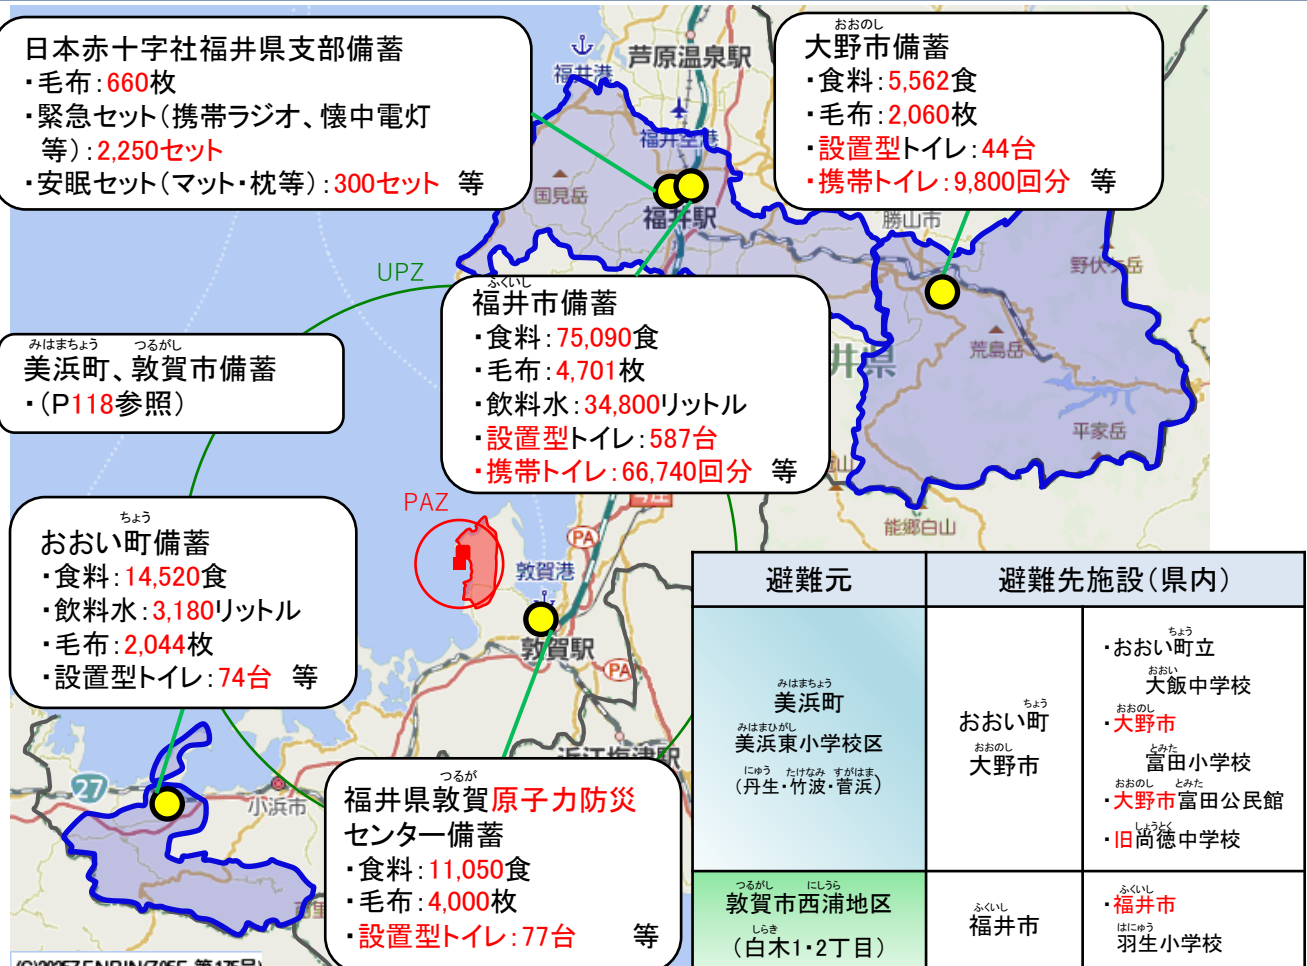 日本赤十字社福井県支部備蓄
・毛布：660枚
・緊急セット（携帯ラジオ、懐中電灯
等）：2,250セット
・安眠セット（マット・枕等）：300セット　等
おおのし
大野市備蓄
・食料：5,562食
・毛布：2,060枚
・設置型トイレ：44台
・携帯トイレ：9,800回分　等
ふくいし
福井市備蓄
・食料：75,090食
・毛布：4,701枚
・飲料水：34,800リットル
・設置型トイレ：587台
・携帯トイレ：66,740回分　等
みはまちょう　つるがし
美浜町、敦賀市備蓄
・（P118参照）
ちょう
おおい町備蓄
・食料：14,520食
・飲料水：3,180リットル
・毛布：2,044枚
・設置型トイレ：74台　等
つるが
福井県敦賀原子力防災
センター備蓄
・食料：11,050食
・毛布：4,000枚
・設置型トイレ：77台　等
UPZ
PAZ
芦原温泉駅
福井港
福井空港
国見岳
福井駅
勝山市
野伏ケ岳
荒島岳
井県
平家岳
能郷白山
山
PA
敦賀港
敦賀駅
PA
近江塩津駅
27
小浜市
避難元
避難先施設（県内）
みはまちょう
美浜町
みはまひがし
美浜東小学校区
にゅう　たけなみ　すがはま
（丹生・竹波・菅浜）
ちょう
おおい町
おおのし
大野市
ちょう
・おおい町立
おおい
大飯中学校
おおのし
・大野市
とみた
富田小学校
おおのし　とみた
・大野市富田公民館
しょうとく
・旧尚徳中学校
つるがし　にしうら
敦賀市西浦地区
しらき
（白木1・2丁目）
ふくいし
福井市
ふくいし
・福井市
はにゅう
羽生小学校